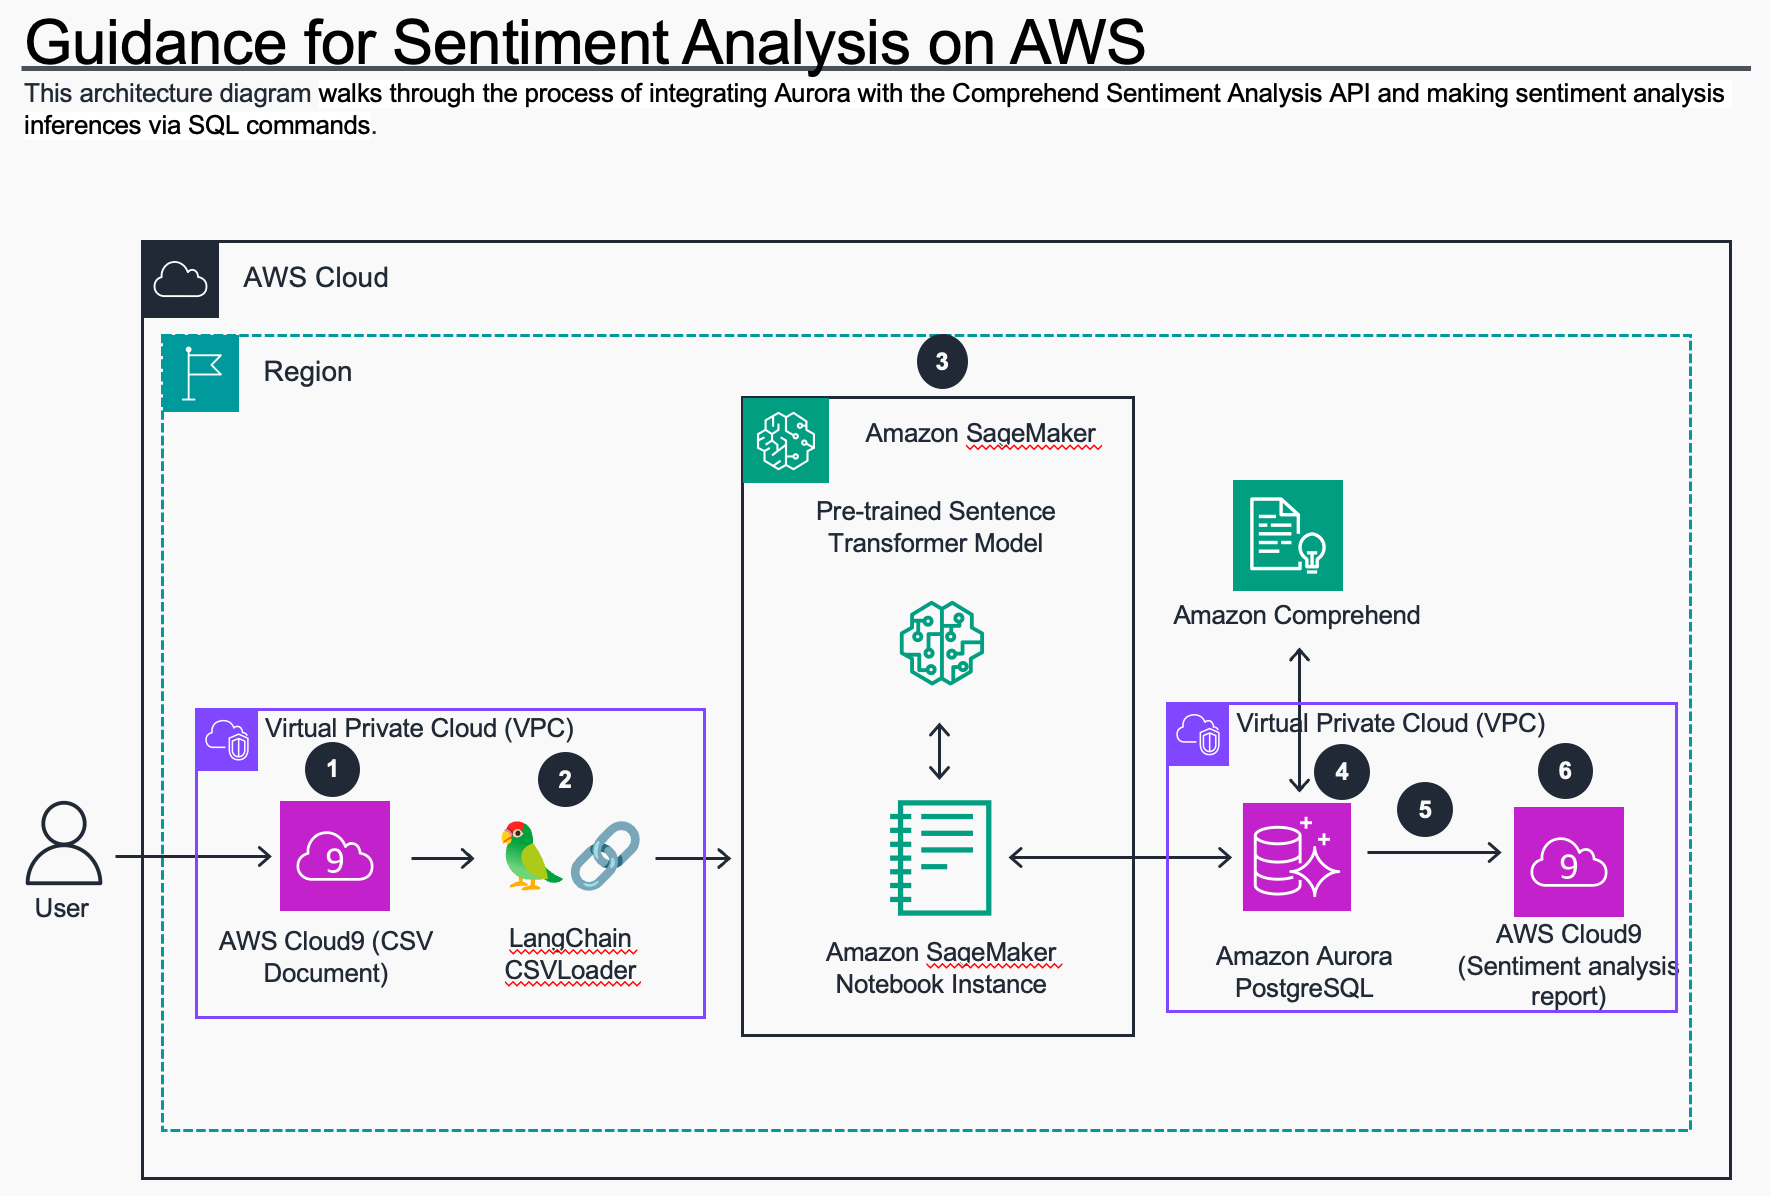 Guidance for Sentiment Analysis on AWS
This architecture diagram walks through the process of integrating Aurora with the Comprehend Sentiment Analysis API and making sentiment analysis
inferences via SQL commands.
AWS Cloud
Region
3
Amazon SageMaker
Pre-trained Sentence
Transformer Model
Amazon Comprehend
Virtual Private Cloud (VPC)
1
2
9
User
AWS Cloud9 (CSV
Document)
LangChain
CSVLoader
Amazon SageMaker
Notebook Instance
Virtual Private Cloud (VPC)
4
5
6
9
Amazon Aurora
PostgreSQL
AWS Cloud9
(Sentiment analysis
report)